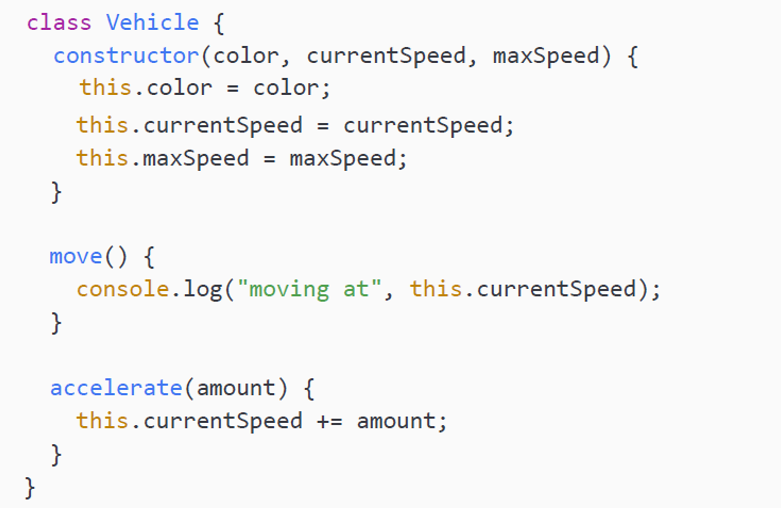 class Vehicle {
constructor(color, currentSpeed, maxSpeed) {
this.color = color;
this.currentSpeed = currentSpeed;
this.maxSpeed = maxSpeed;
}
move() {
console.log("moving at", this.currentSpeed);
}
accelerate(amount) {
this.currentSpeed += amount;
}
}